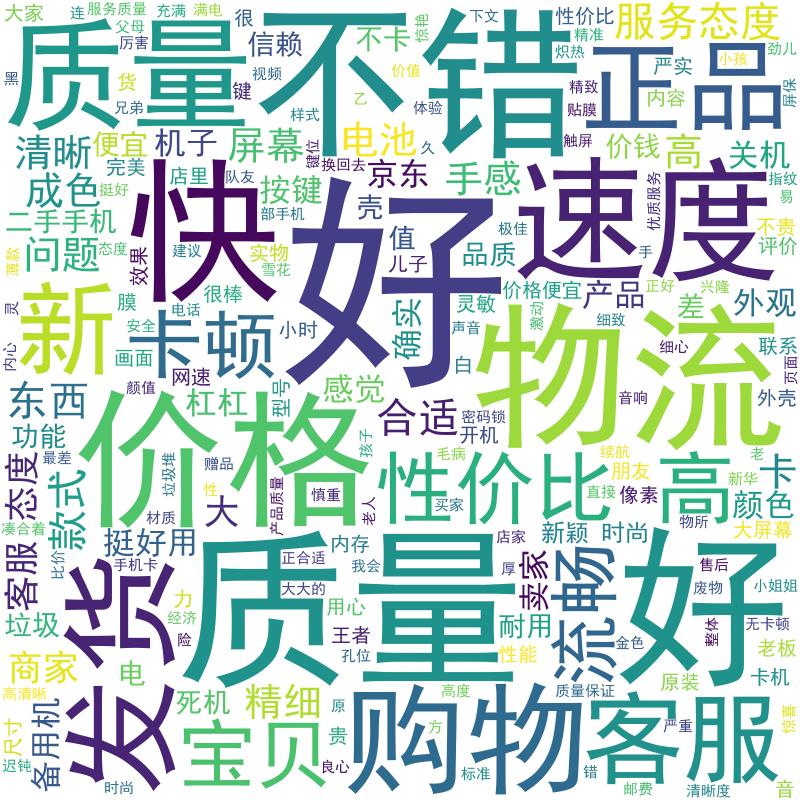 大家
连
服务质量
充满
满电
很
父母
厉害
信赖
惊艳
不卡
下文
性价比
精准
炽热
服务态度
劲儿
小孩
质量
不错
正品
黑
货
兄弟
键
视频
价值
样式
乙
体验
久
精致
贴膜
严实
内容
屏保
清晰
便宜
机子
屏幕
键位
电池
触屏
价钱
高
关机
完美
店里
队友
换回去
京东
手感
成色
挺好
按键
部手机
壳
快
好
速度
极佳
优质服务
指纹
易
手
二手手机
问题
态度
效果
建议
实物
雪花
值
儿子
品质
不贵
评价
薄款
新
膜
很棒
灵敏
价格便宜
产品
正好
兴隆
差
外观
灵
电话
安全
卡顿
小时
确实
声音
激动
细致
物流
内心
画面
颜值
网速
白
细心
联系
页面
东西
杠杠
型号
感觉
合适
密码锁
开机
音响
外壳
价格
功能
最差
垃圾堆
赠品
孩子
毛病
性价比
续航
朋友
直接
高
老
新华
卡
态度
客服
款式
凑合着
材质
性
大
产品质量
慎重
老人
买家
像素
物所
颜色
大屏幕
挺好用
比价
手机卡
正合适
内存
我会
店家
厚
新颖
时尚
卖家
售后
废物
小姐姐
发货
质量
大大的
流畅
好
垃圾
力
经济
险
用心
王者
孔位
耐用
金色
整体
无卡顿
老板
商家
电
性能
卡机
高清晰
尺寸
备用机
死机
精细
原
高度
质量保证
原装
迟钝
时尚
宝贝
贵
良心
购物
方
标准
错
客服
严重
惊喜
邮费
清晰度
音